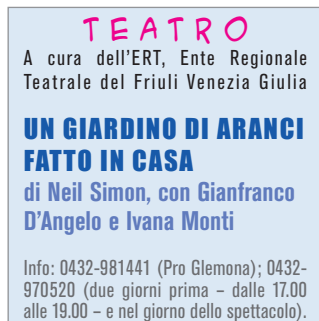 TEATRO
A cura dell'ERT, Ente Regionale
Teatrale del Friuli Venezia Giulia
UN GIARDINO DI ARANCI
FATTO IN CASA
di Neil Simon, con Gianfranco
D'Angelo e Ivana Monti
Info: 0432-981441 (Pro Glemona); 0432-
970520 (due giorni prima – dalle 17.00
alle 19.00 – e nel giorno dello spettacolo).